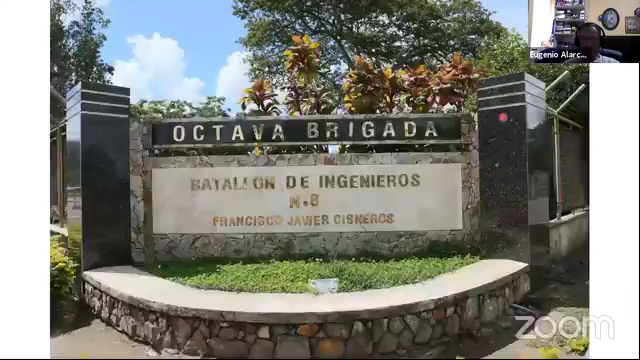 Eugenio Alarc...
OCTAVA BRIGADA
BATALLON DE INGENIEROS
N.8
FRANCISCO JAVIER CISNEROS
zoom